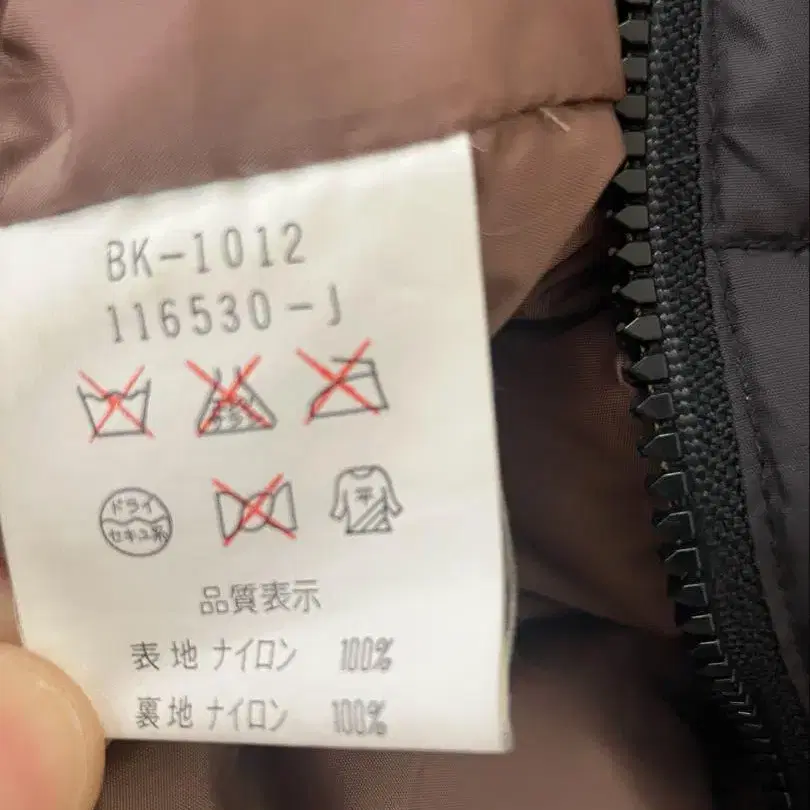 BK-1012
116530-J
ドライ
セキユ系
平
品質表示
表地 ナイロン 100%
裏地 ナイロン 100%